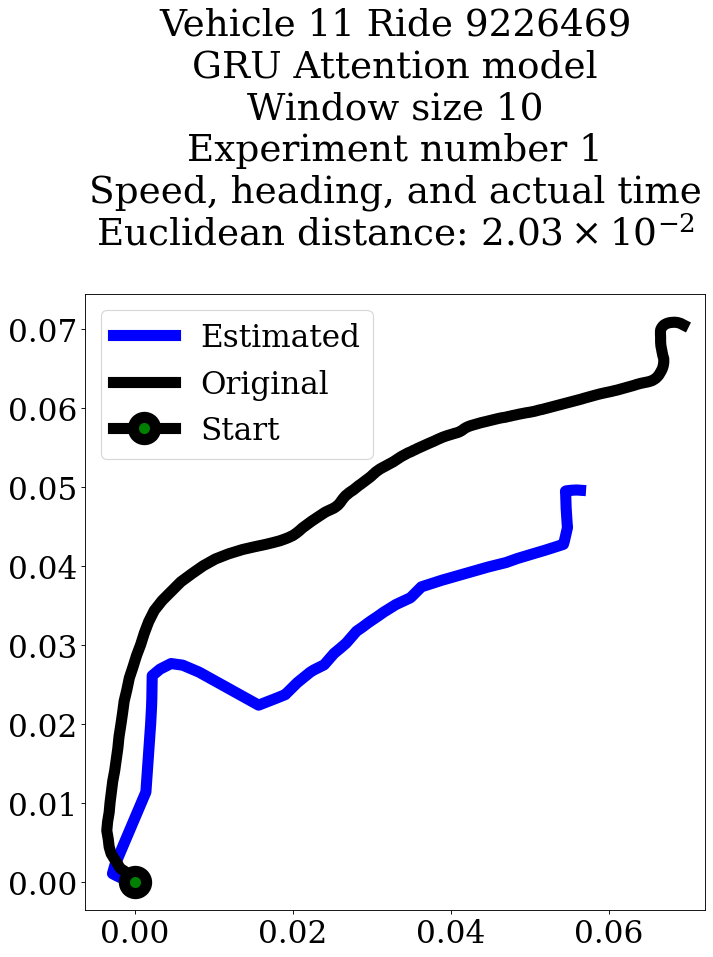 Vehicle 11 Ride 9226469
GRU Attention model
Window size 10
Experiment number 1
Speed, heading, and actual time
Euclidean distance: 2.03 × 10⁻²
Estimated
Original
Start
0.07
0.06
0.05
0.04
0.03
0.02
0.01
0.00
0.00 0.02 0.04 0.06